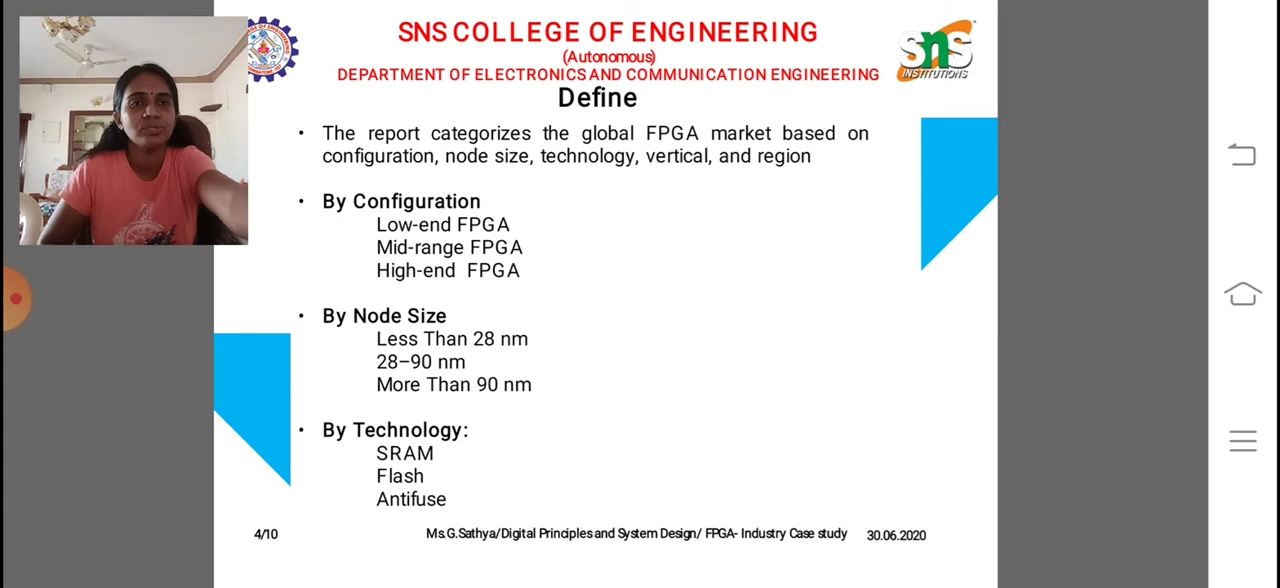 SNS COLLEGE OF ENGINEERING
(Autonomous)
DEPARTMENT OF ELECTRONICS AND COMMUNICATION ENGINEERING
SNS
INSTITUTIONS
Define
• The report categorizes the global FPGA market based on
configuration, node size, technology, vertical, and region
• By Configuration
Low-end FPGA
Mid-range FPGA
High-end FPGA
• By Node Size
Less Than 28 nm
28–90 nm
More Than 90 nm
• By Technology:
SRAM
Flash
Antifuse
4/10
Ms.G.Sathya/Digital Principles and System Design/ FPGA- Industry Case study
30.06.2020